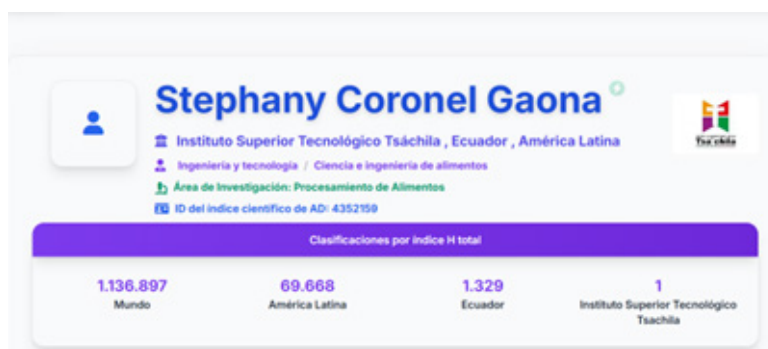 Stephany Coronel Gaona
Instituto Superior Tecnológico Tsáchila , Ecuador , América Latina
Tsa'chila
Ingeniería y tecnología / Ciencia e ingeniería de alimentos
Área de Investigación: Procesamiento de Alimentos
ID del índice científico de AD: 4352159
Clasificaciones por índice H total
1.136.897
Mundo
69.668
América Latina
1.329
Ecuador
1
Instituto Superior Tecnológico
Tsachila